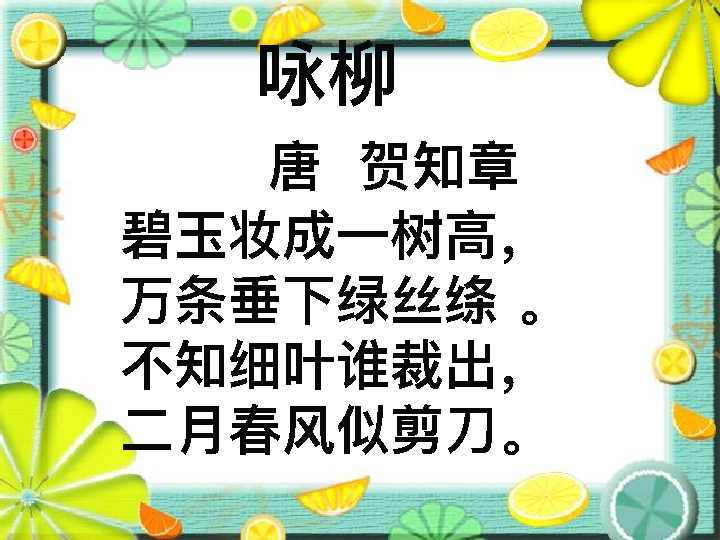 咏柳
唐 贺知章
碧玉妆成一树高，
万条垂下绿丝绦 。
不知细叶谁裁出，
二月春风似剪刀。